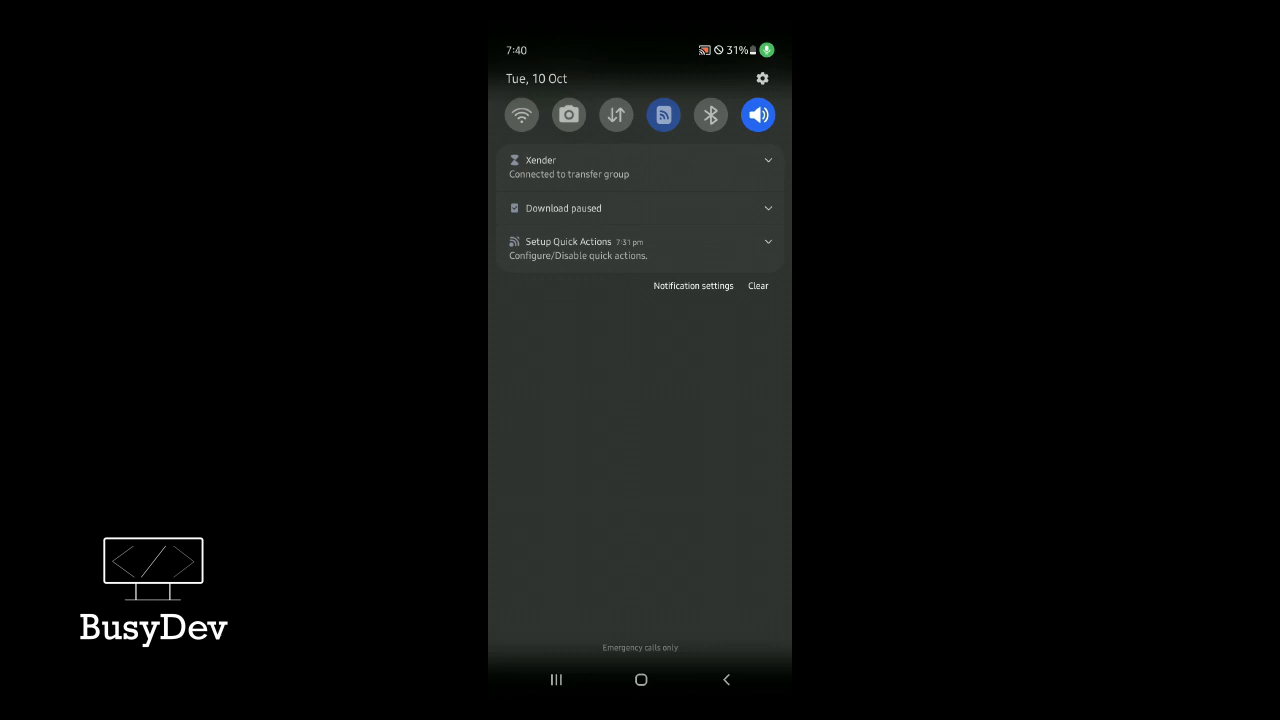 7:40
31%
Tue, 10 Oct
Xender
Connected to transfer group
Download paused
Setup Quick Actions 7:31 pm
Configure/Disable quick actions.
Notification settings Clear
Emergency calls only
BusyDev